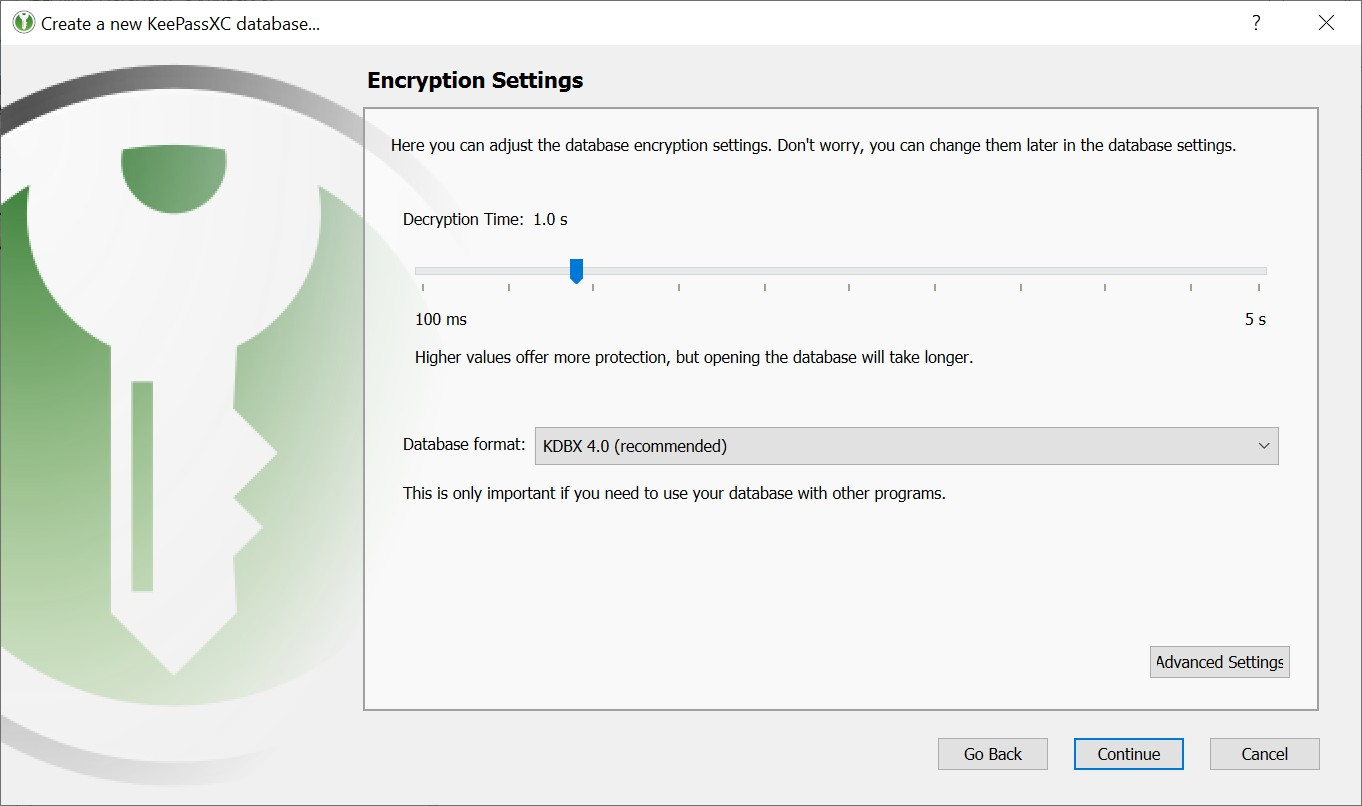 Create a new KeePassXC database...
?
Encryption Settings
Here you can adjust the database encryption settings. Don't worry, you can change them later in the database settings.
Decryption Time: 1.0 s
100 ms 5 s
Higher values offer more protection, but opening the database will take longer.
Database format: KDBX 4.0 (recommended)
This is only important if you need to use your database with other programs.
Advanced Settings
Go Back Continue Cancel